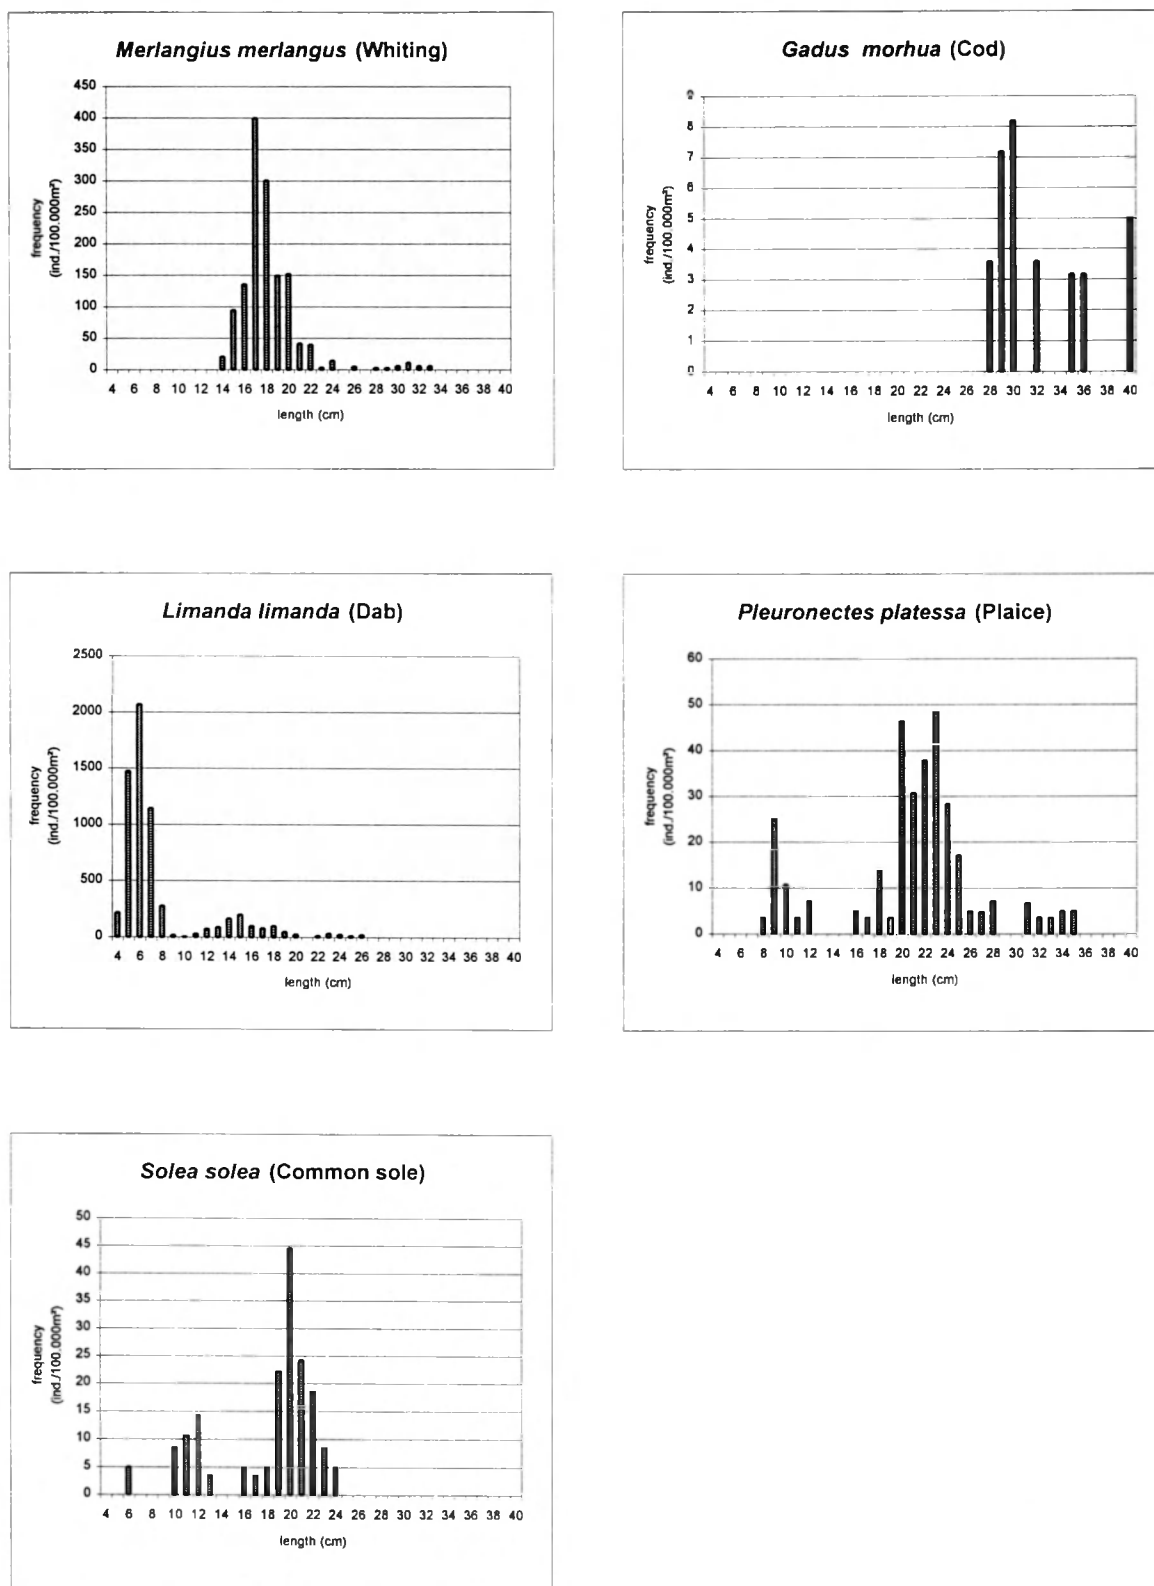 Merlangius merlangus (Whiting)
450
400
350
300
250
200
150
100
50
0
frequency
(ind./100.000m²)
4 6 8 10 12 14 16 18 20 22 24 26 28 30 32 34 36 38 40
length (cm)
Gadus morhua (Cod)
9
8
7
6
5
4
3
2
1
0
frequency
(ind./100.000m²)
4 6 8 10 12 14 16 18 20 22 24 26 28 30 32 34 36 38 40
length (cm)
Limanda limanda (Dab)
2500
2000
1500
1000
500
0
frequency
(ind./100.000m²)
4 6 8 10 12 14 16 18 20 22 24 26 28 30 32 34 36 38 40
length (cm)
Pleuronectes platessa (Plaice)
60
50
40
30
20
10
0
frequency
(ind./100.000m²)
4 6 8 10 12 14 16 18 20 22 24 26 28 30 32 34 36 38 40
length (cm)
Solea solea (Common sole)
50
45
40
35
30
25
20
15
10
5
0
frequency
(ind./100.000m²)
4 6 8 10 12 14 16 18 20 22 24 26 28 30 32 34 36 38 40
length (cm)